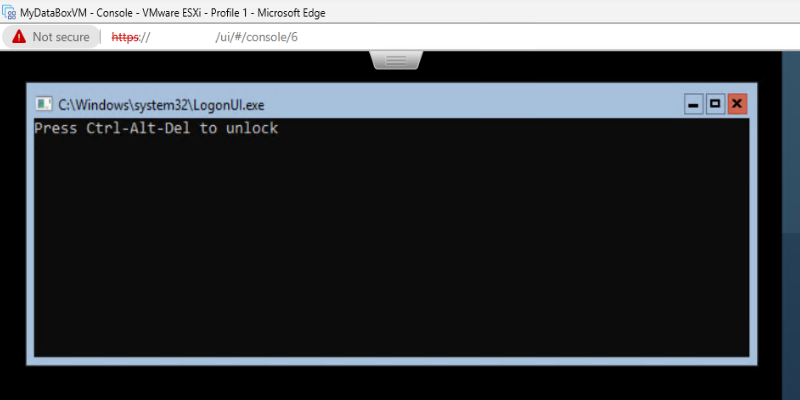 MyDataBoxVM - Console - VMware ESXi - Profile 1 - Microsoft Edge
Not secure https:// /ui/#/console/6
C:\Windows\system32\LogonUI.exe
Press Ctrl-Alt-Del to unlock